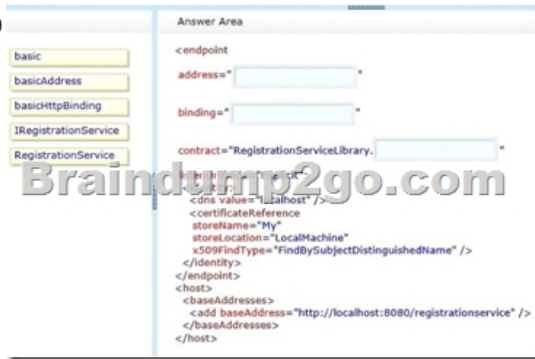 Answer Area
basic
basicAddress
basicHttpBinding
IRegistrationService
RegistrationService
<endpoint
address=" "
binding=" "
contract="RegistrationServiceLibrary. "
Braindump2go.com
<dns value="localhost" />
<certificateReference
storeName="My"
storeLocation="LocalMachine"
x509FindType="FindBySubjectDistinguishedName" />
</identity>
</endpoint>
<host>
<baseAddresses>
<add baseAddress="http://localhost:8080/registrationservice" />
</baseAddresses>
</host>